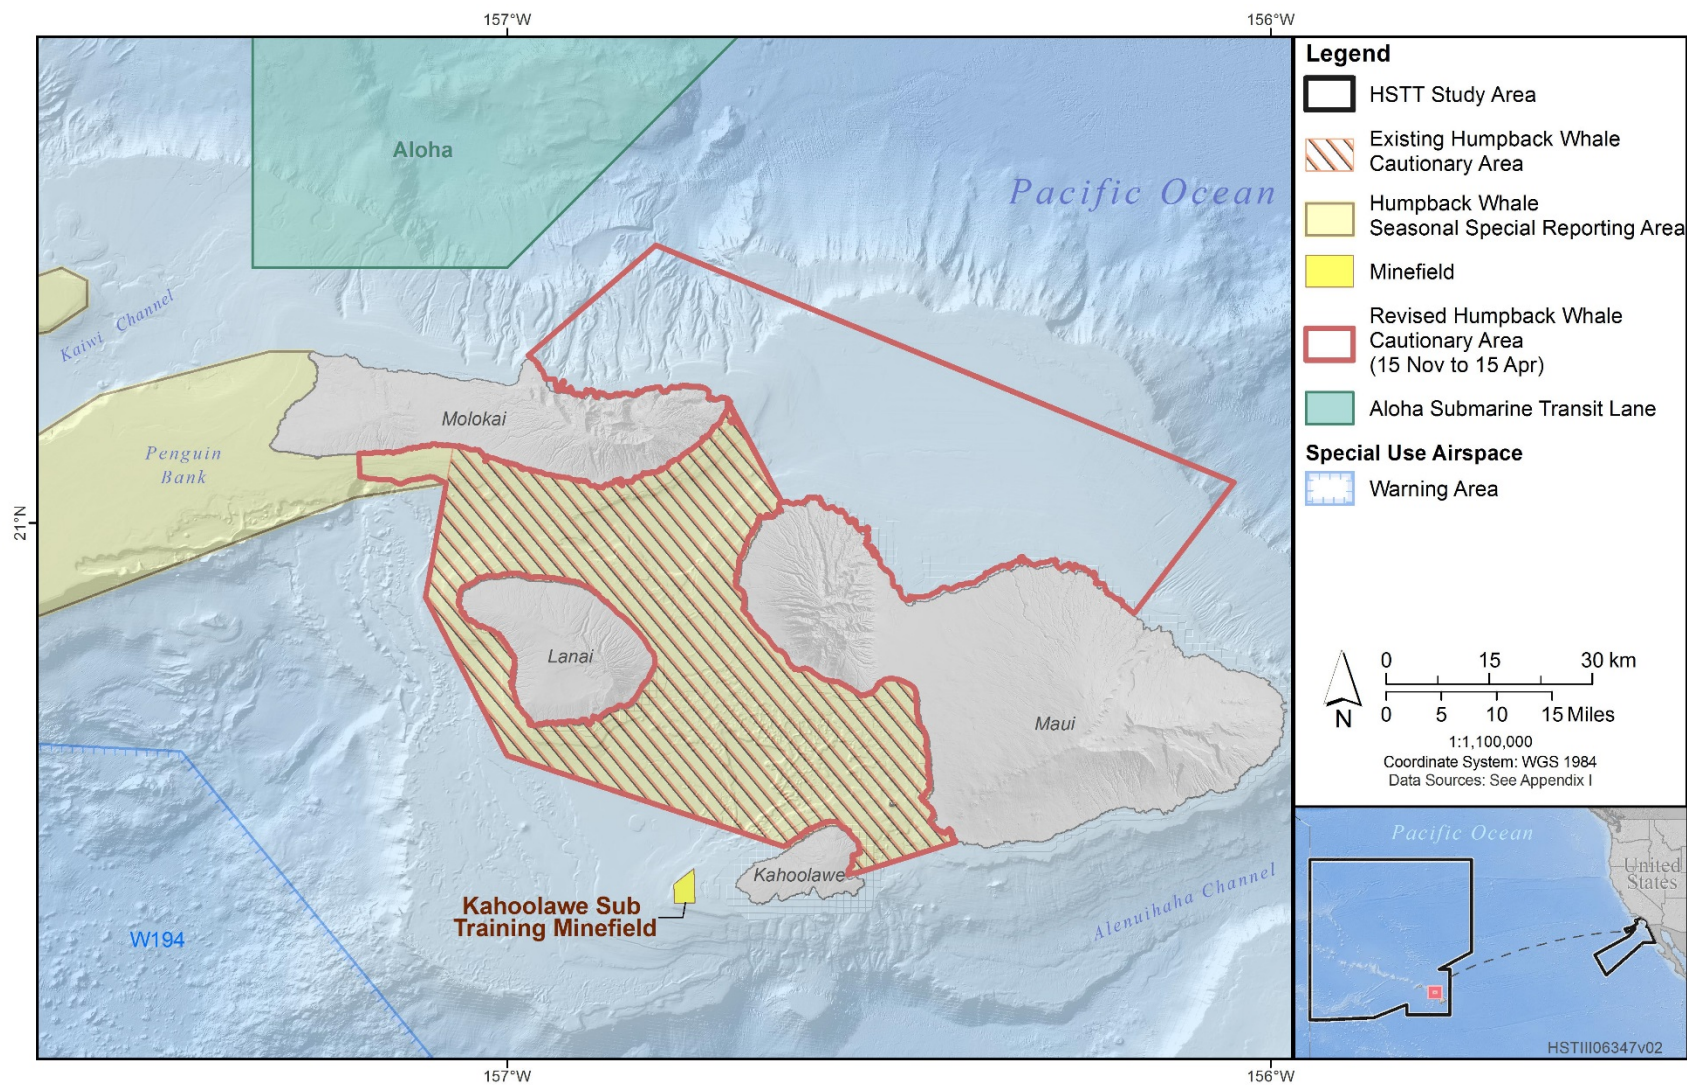 157°W
156°W
Aloha
Pacific Ocean
Kaiwi Channel
Molokai
Penguin
Bank
21°N
Lanai
Maui
Kahoolawe
Kahoolawe Sub
Training Minefield
Alenuihaha Channel
W194
157°W
156°W
Legend
HSTT Study Area
Existing Humpback Whale
Cautionary Area
Humpback Whale
Seasonal Special Reporting Area
Minefield
Revised Humpback Whale
Cautionary Area
(15 Nov to 15 Apr)
Aloha Submarine Transit Lane
Special Use Airspace
Warning Area
N
0 15 30 km
0 5 10 15 Miles
1:1,100,000
Coordinate System: WGS 1984
Data Sources: See Appendix I
Pacific Ocean
United
States
HSTIII06347v02